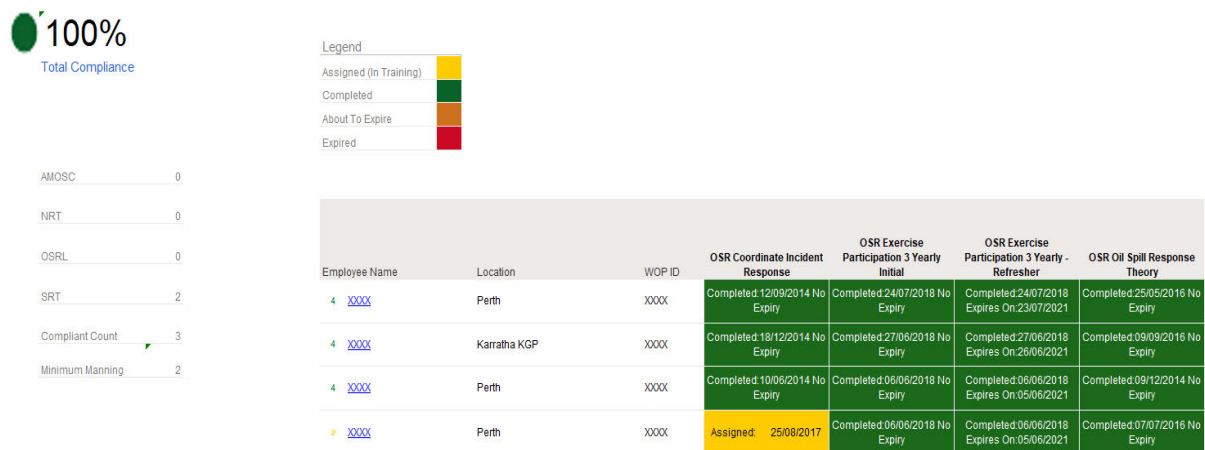 100%
Total Compliance
Legend
Assigned (In Training)
Completed
About To Expire
Expired
AMOSC 0
NRT 0
OSRL 0
SRT 2
Compliant Count 3
Minimum Manning 2
Employee Name Location WOP ID OSR Coordinate Incident Response OSR Exercise Participation 3 Yearly Initial OSR Exercise Participation 3 Yearly - Refresher OSR Oil Spill Response Theory
4 XXXX Perth XXXX Completed:12/09/2014 No Expiry Completed:24/07/2018 No Expiry Completed:24/07/2018 Expires On:23/07/2021 Completed:25/05/2016 No Expiry
4 XXXX Karratha KGP XXXX Completed:18/12/2014 No Expiry Completed:27/06/2018 No Expiry Completed:27/06/2018 Expires On:26/06/2021 Completed:09/09/2016 No Expiry
4 XXXX Perth XXXX Completed:10/06/2014 No Expiry Completed:06/06/2018 No Expiry Completed:06/06/2018 Expires On:05/06/2021 Completed:09/12/2014 No Expiry
XXXX Perth XXXX Assigned: 25/08/2017 Completed:06/06/2018 No Expiry Completed:06/06/2018 Expires On:05/06/2021 Completed:07/07/2016 No Expiry